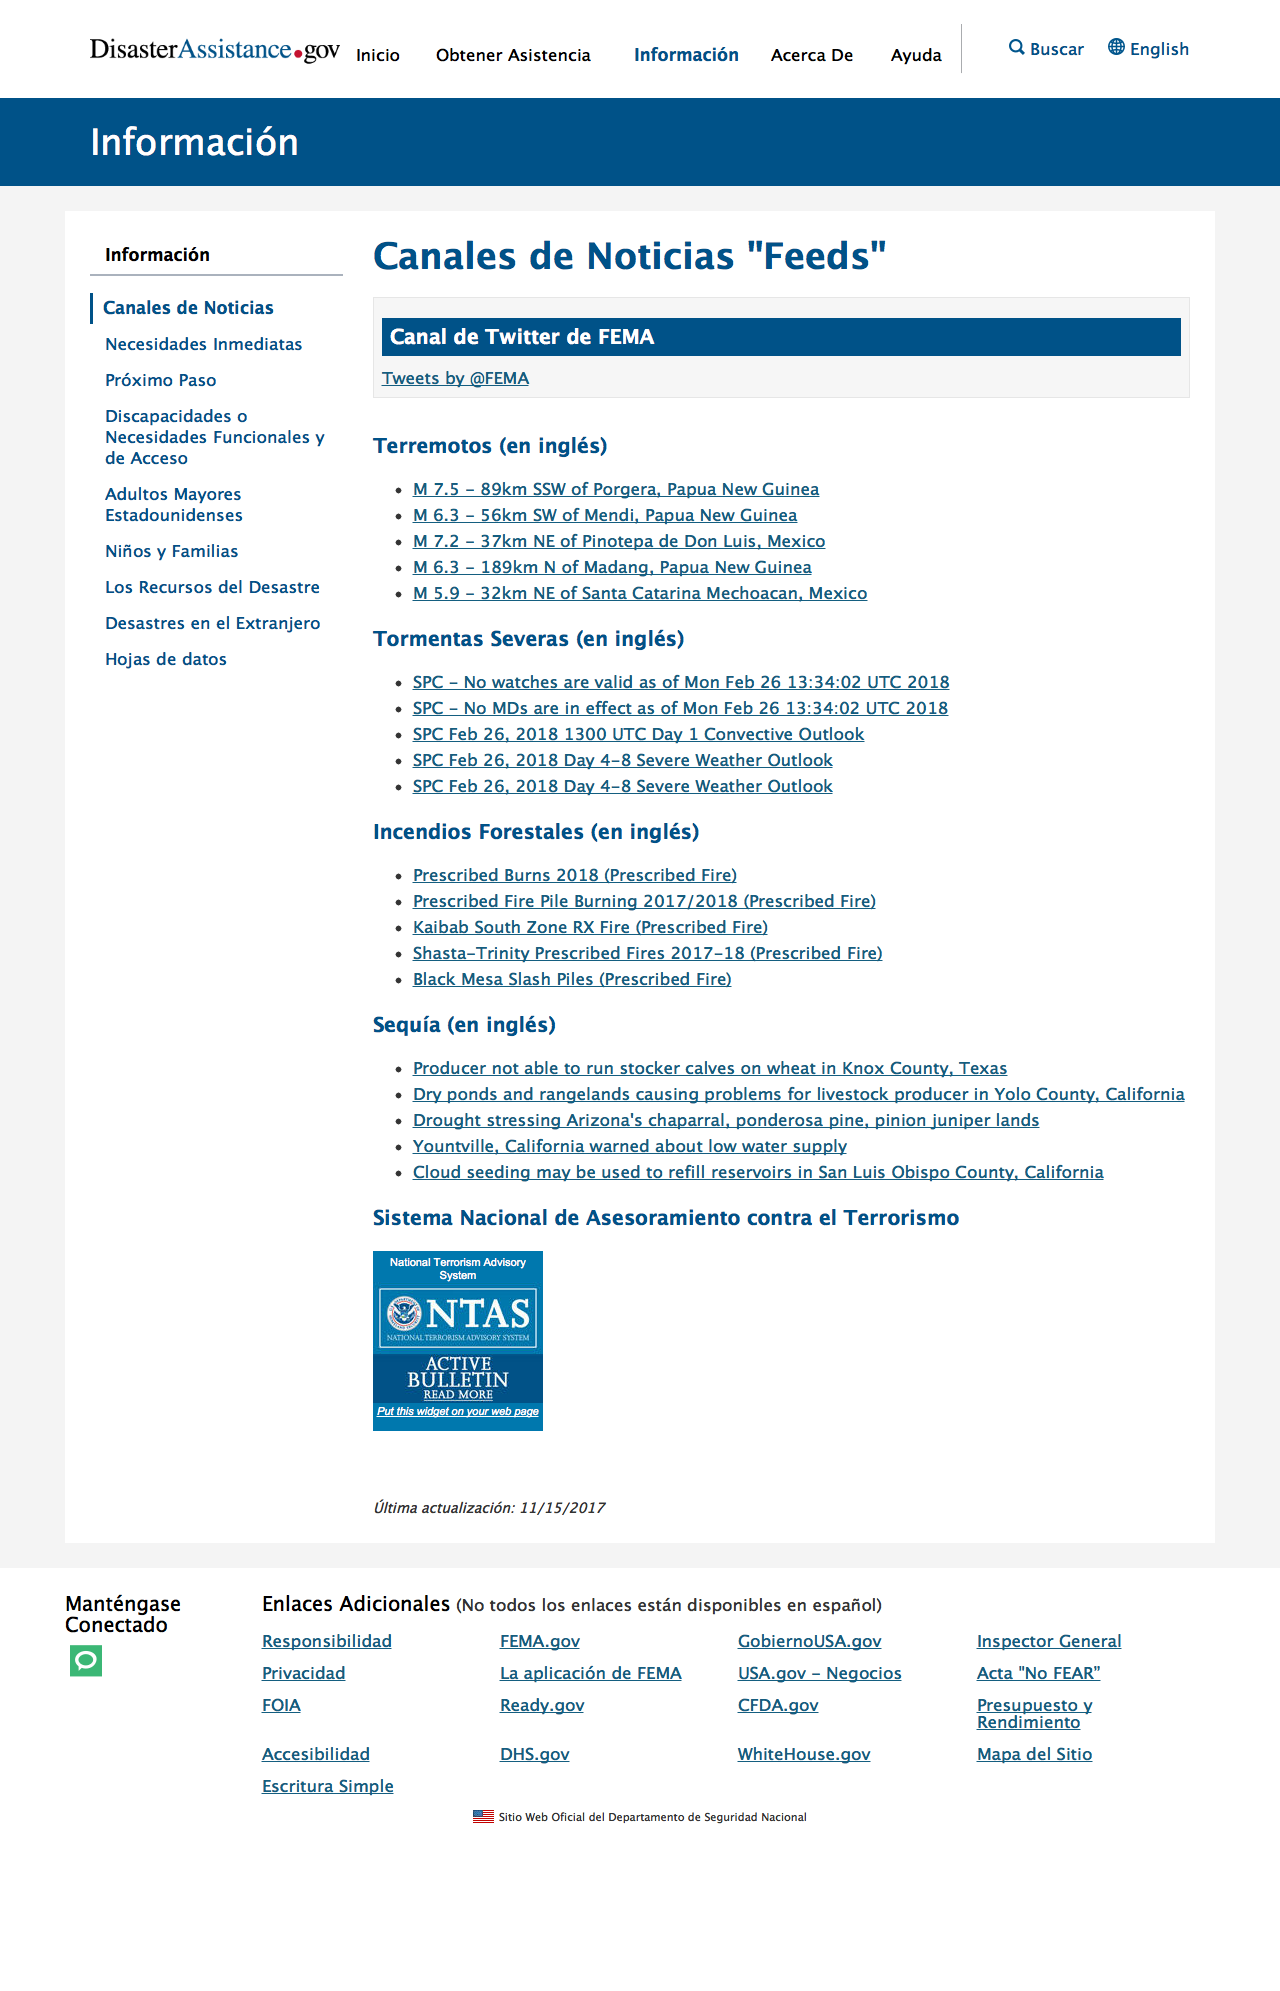 DisasterAssistance.gov
Inicio
Obtener Asistencia
Información
Acerca De
Ayuda
Buscar
English
Información
Información
Canales de Noticias
Necesidades Inmediatas
Próximo Paso
Discapacidades o
Necesidades Funcionales y
de Acceso
Adultos Mayores
Estadounidenses
Niños y Familias
Los Recursos del Desastre
Desastres en el Extranjero
Hojas de datos
Canales de Noticias "Feeds"
Canal de Twitter de FEMA
Tweets by @FEMA
Terremotos (en inglés)
• M 7.5 - 89km SSW of Porgera, Papua New Guinea
• M 6.3 - 56km SW of Mendi, Papua New Guinea
• M 7.2 - 37km NE of Pinotepa de Don Luis, Mexico
• M 6.3 - 189km N of Madang, Papua New Guinea
• M 5.9 - 32km NE of Santa Catarina Mechoacan, Mexico
Tormentas Severas (en inglés)
• SPC - No watches are valid as of Mon Feb 26 13:34:02 UTC 2018
• SPC - No MDs are in effect as of Mon Feb 26 13:34:02 UTC 2018
• SPC Feb 26, 2018 1300 UTC Day 1 Convective Outlook
• SPC Feb 26, 2018 Day 4-8 Severe Weather Outlook
• SPC Feb 26, 2018 Day 4-8 Severe Weather Outlook
Incendios Forestales (en inglés)
• Prescribed Burns 2018 (Prescribed Fire)
• Prescribed Fire Pile Burning 2017/2018 (Prescribed Fire)
• Kaibab South Zone RX Fire (Prescribed Fire)
• Shasta-Trinity Prescribed Fires 2017-18 (Prescribed Fire)
• Black Mesa Slash Piles (Prescribed Fire)
Sequía (en inglés)
• Producer not able to run stocker calves on wheat in Knox County, Texas
• Dry ponds and rangelands causing problems for livestock producer in Yolo County, California
• Drought stressing Arizona's chaparral, ponderosa pine, pinion juniper lands
• Yountville, California warned about low water supply
• Cloud seeding may be used to refill reservoirs in San Luis Obispo County, California
Sistema Nacional de Asesoramiento contra el Terrorismo
National Terrorism Advisory
System
NTAS
NATIONAL TERRORISM ADVISORY SYSTEM
ACTIVE
BULLETIN
READ MORE
Put this widget on your web page
Última actualización: 11/15/2017
Manténgase
Conectado
Enlaces Adicionales (No todos los enlaces están disponibles en español)
Responsibilidad
FEMA.gov
GobiernoUSA.gov
Inspector General
Privacidad
La aplicación de FEMA
USA.gov - Negocios
Acta "No FEAR”
FOIA
Ready.gov
CFDA.gov
Presupuesto y
Rendimiento
Accesibilidad
DHS.gov
WhiteHouse.gov
Mapa del Sitio
Escritura Simple
Sitio Web Oficial del Departamento de Seguridad Nacional